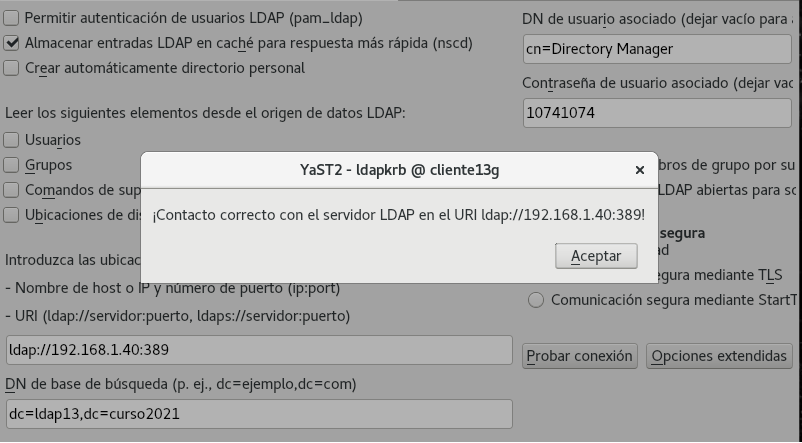 Permitir autenticación de usuarios LDAP (pam_ldap)
Almacenar entradas LDAP en caché para respuesta más rápida (nscd)
Crear automáticamente directorio personal
Leer los siguientes elementos desde el origen de datos LDAP:
Usuarios
Grupos
Comandos de sup
Ubicaciones de dis
Introduzca las ubicac
- Nombre de host o IP y número de puerto (ip:port)
- URI (ldap://servidor:puerto, ldaps://servidor:puerto)
ldap://192.168.1.40:389
DN de base de búsqueda (p. ej., dc=ejemplo,dc=com)
dc=ldap13,dc=curso2021
DN de usuario asociado (dejar vacío para a
cn=Directory Manager
Contraseña de usuario asociado (dejar vac
10741074
bros de grupo por su
LDAP abiertas para so
segura
ad
egura mediante TLS
Comunicación segura mediante StartT
Probar conexión
Opciones extendidas
YaST2 - ldapkrb @ cliente13g
¡Contacto correcto con el servidor LDAP en el URI ldap://192.168.1.40:389!
Aceptar